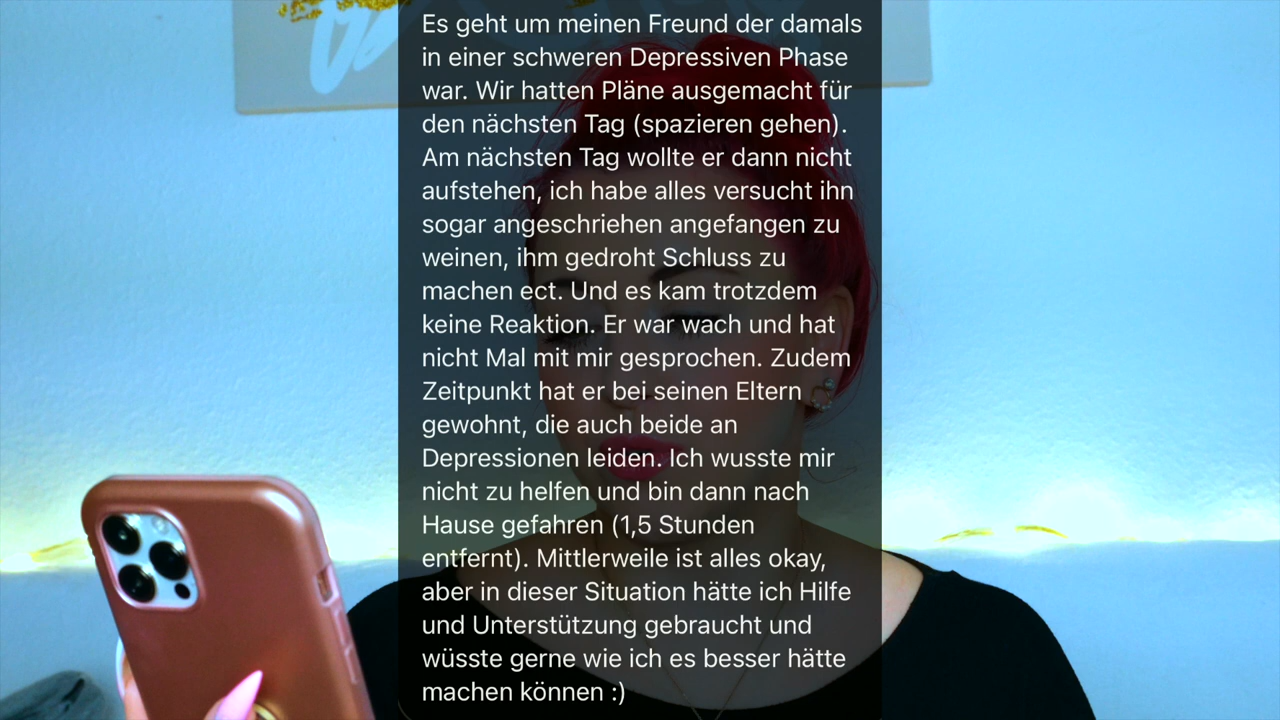 Es geht um meinen Freund der damals
in einer schweren Depressiven Phase
war. Wir hatten Pläne ausgemacht für
den nächsten Tag (spazieren gehen).
Am nächsten Tag wollte er dann nicht
aufstehen, ich habe alles versucht ihn
sogar angeschriehen angefangen zu
weinen, ihm gedroht Schluss zu
machen ect. Und es kam trotzdem
keine Reaktion. Er war wach und hat
nicht Mal mit mir gesprochen. Zudem
Zeitpunkt hat er bei seinen Eltern
gewohnt, die auch beide an
Depressionen leiden. Ich wusste mir
nicht zu helfen und bin dann nach
Hause gefahren (1,5 Stunden
entfernt). Mittlerweile ist alles okay,
aber in dieser Situation hätte ich Hilfe
und Unterstützung gebraucht und
wüsste gerne wie ich es besser hätte
machen können :)